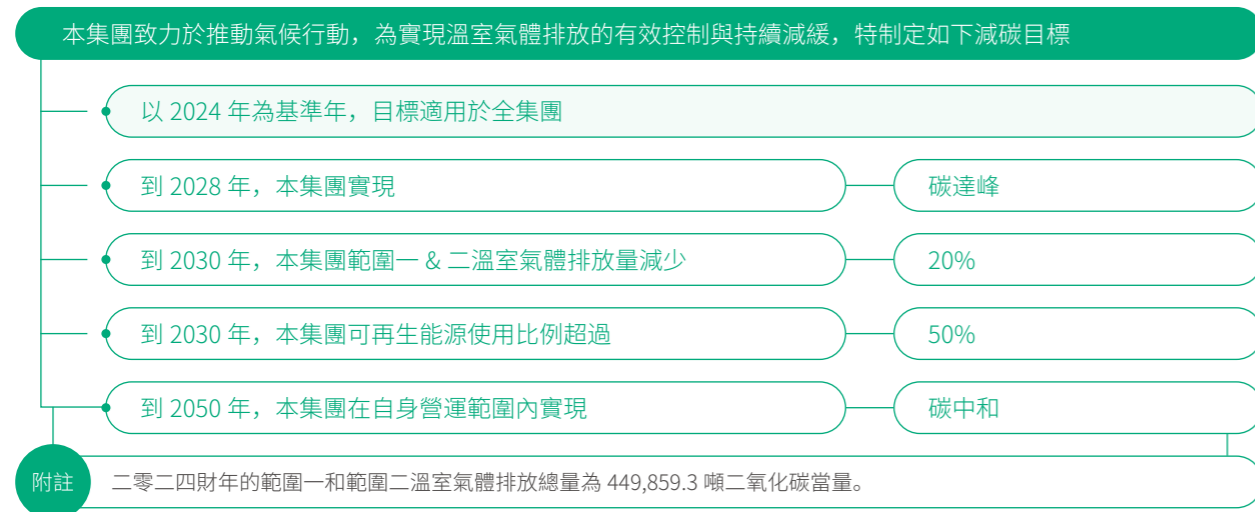 本集團致力於推動氣候行動，為實現溫室氣體排放的有效控制與持續減緩，特制定如下減碳目標
以 2024 年為基準年，目標適用於全集團
到 2028 年，本集團實現 碳達峰
到 2030 年，本集團範圍一 & 二溫室氣體排放量減少 20%
到 2030 年，本集團可再生能源使用比例超過 50%
到 2050 年，本集團在自身營運範圍內實現 碳中和
附註 二零二四財年的範圍一和範圍二溫室氣體排放總量為 449,859.3 噸二氧化碳當量。